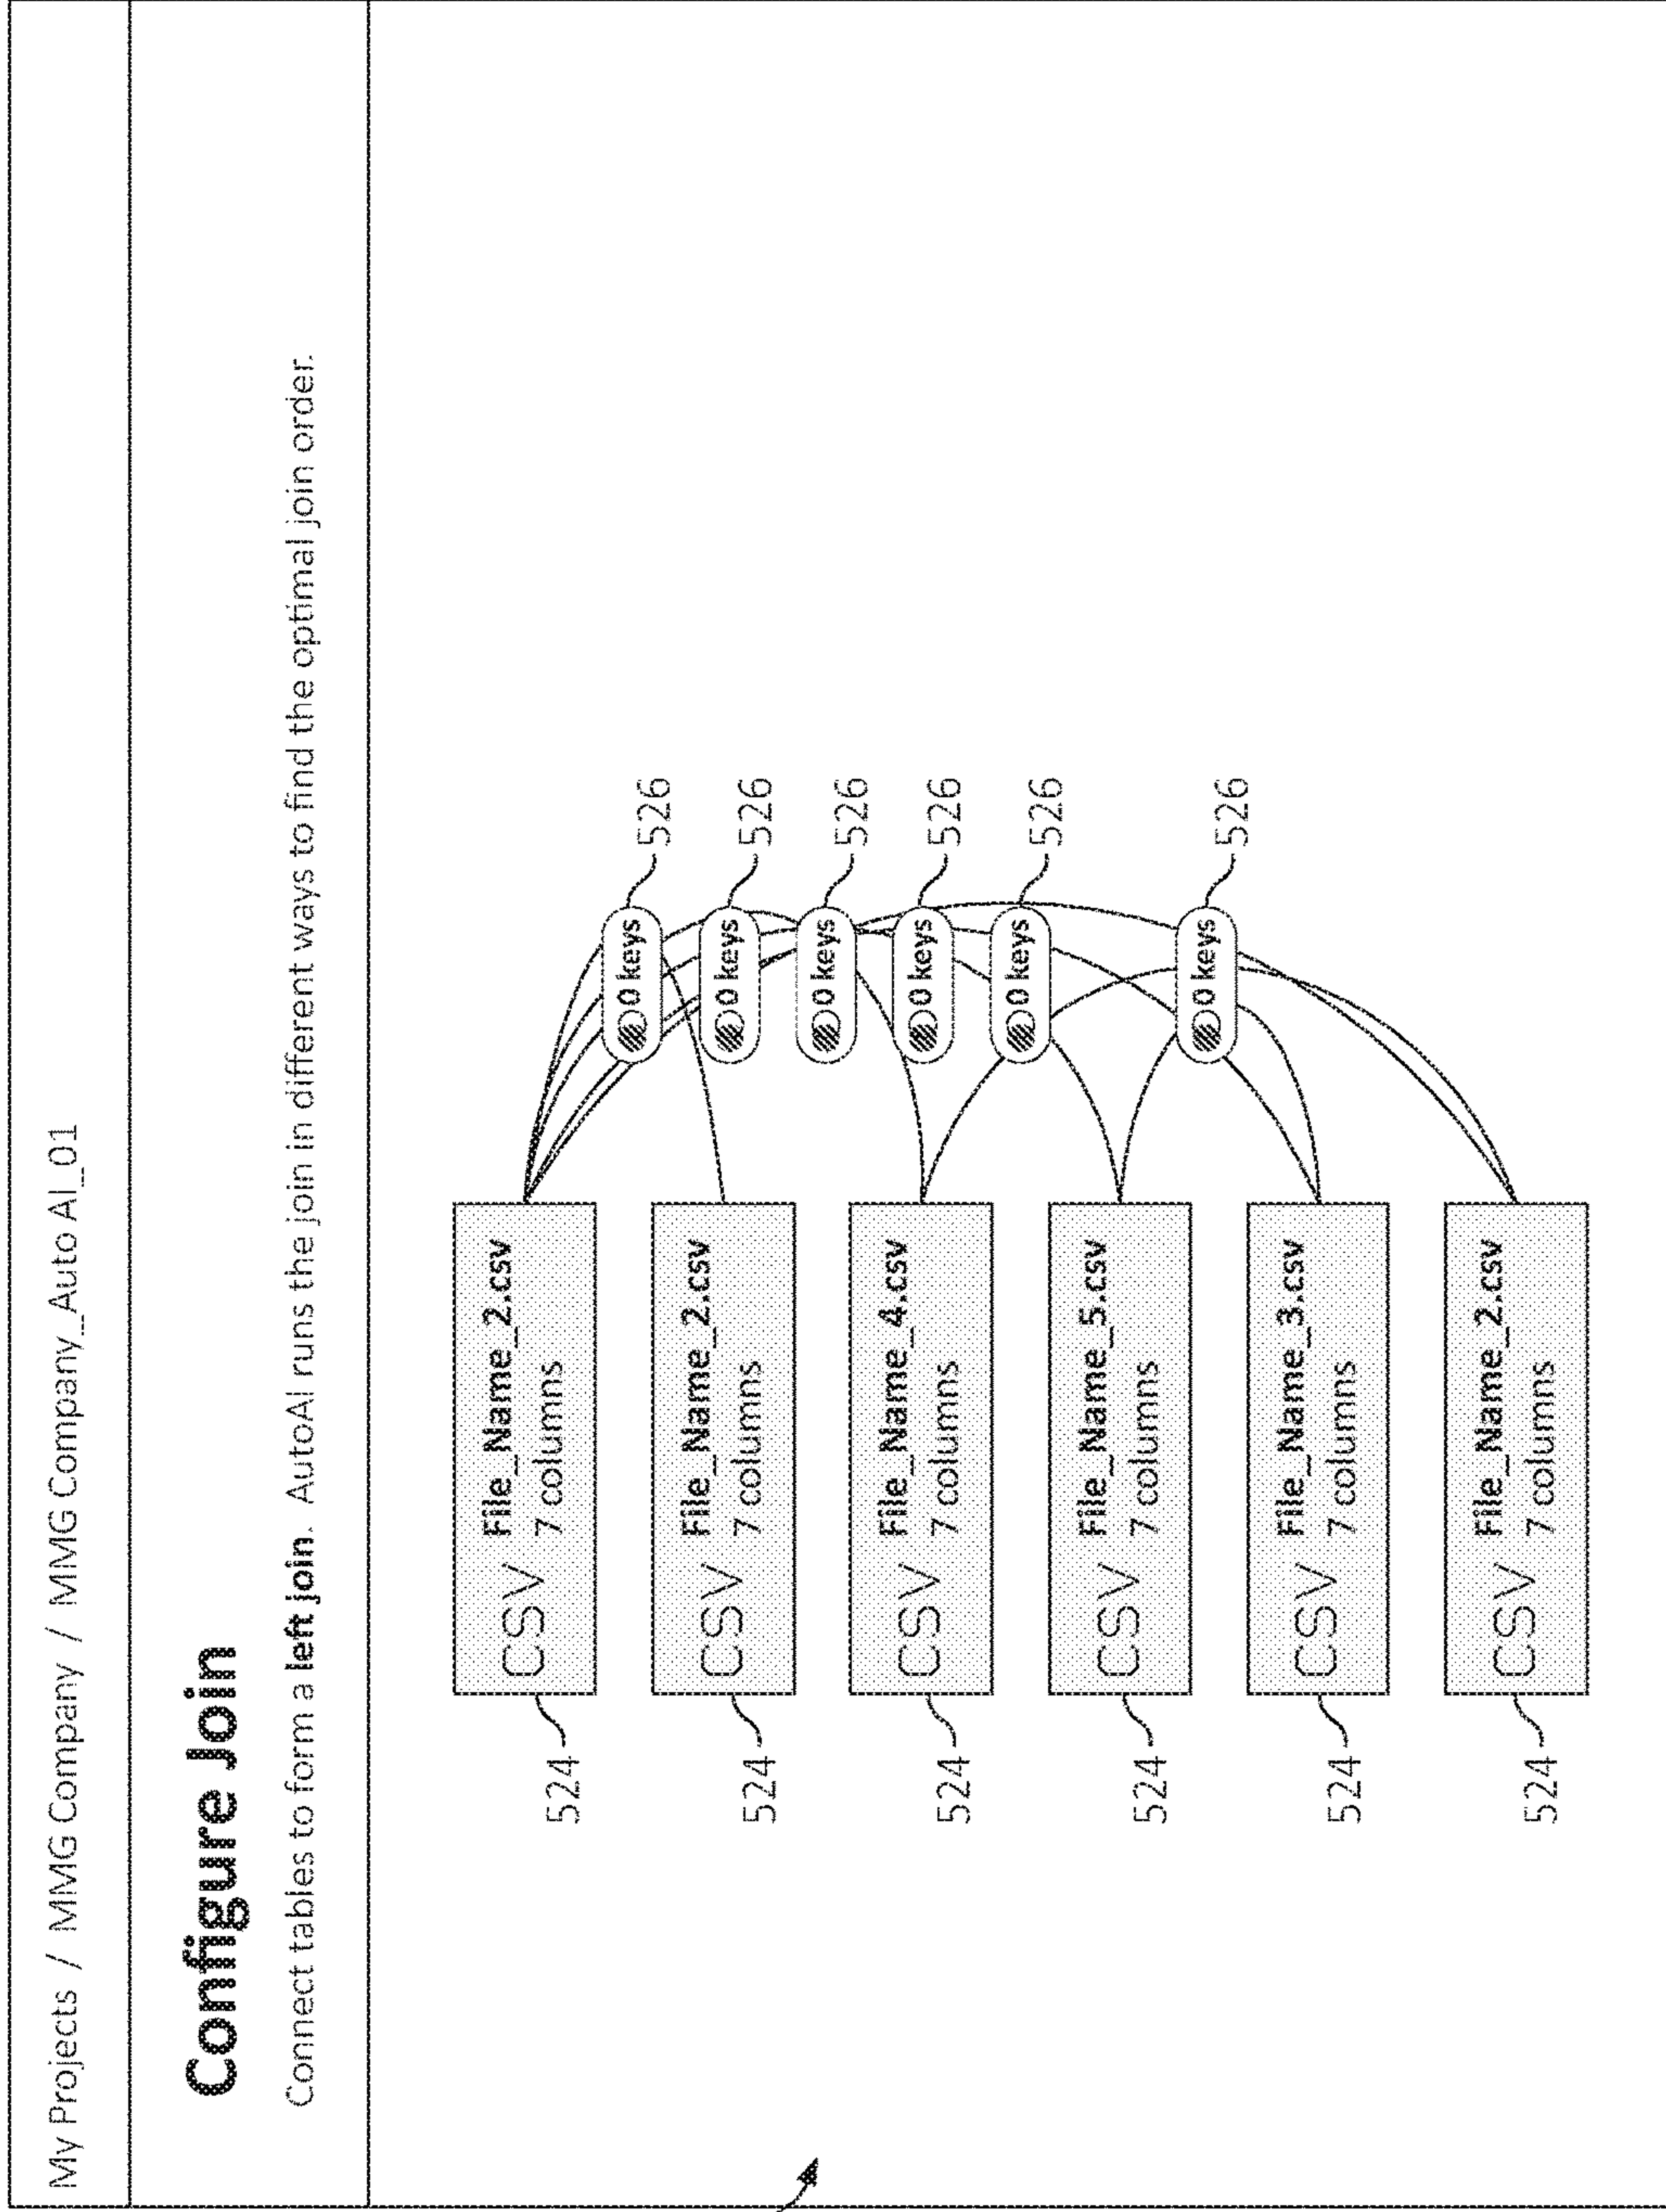 My Projects / MMG Company / MMG Company_Auto AI_01
Configure Join
Connect tables to form a left join. AutoAI runs the join in different ways to find the optimal join order.
524
CSV
File_Name_2.csv
7 columns
0 keys
526
524
CSV
File_Name_2.csv
7 columns
0 keys
526
524
CSV
File_Name_4.csv
7 columns
0 keys
526
524
CSV
File_Name_5.csv
7 columns
0 keys
526
524
CSV
File_Name_3.csv
7 columns
0 keys
526
524
CSV
File_Name_2.csv
7 columns
0 keys
526